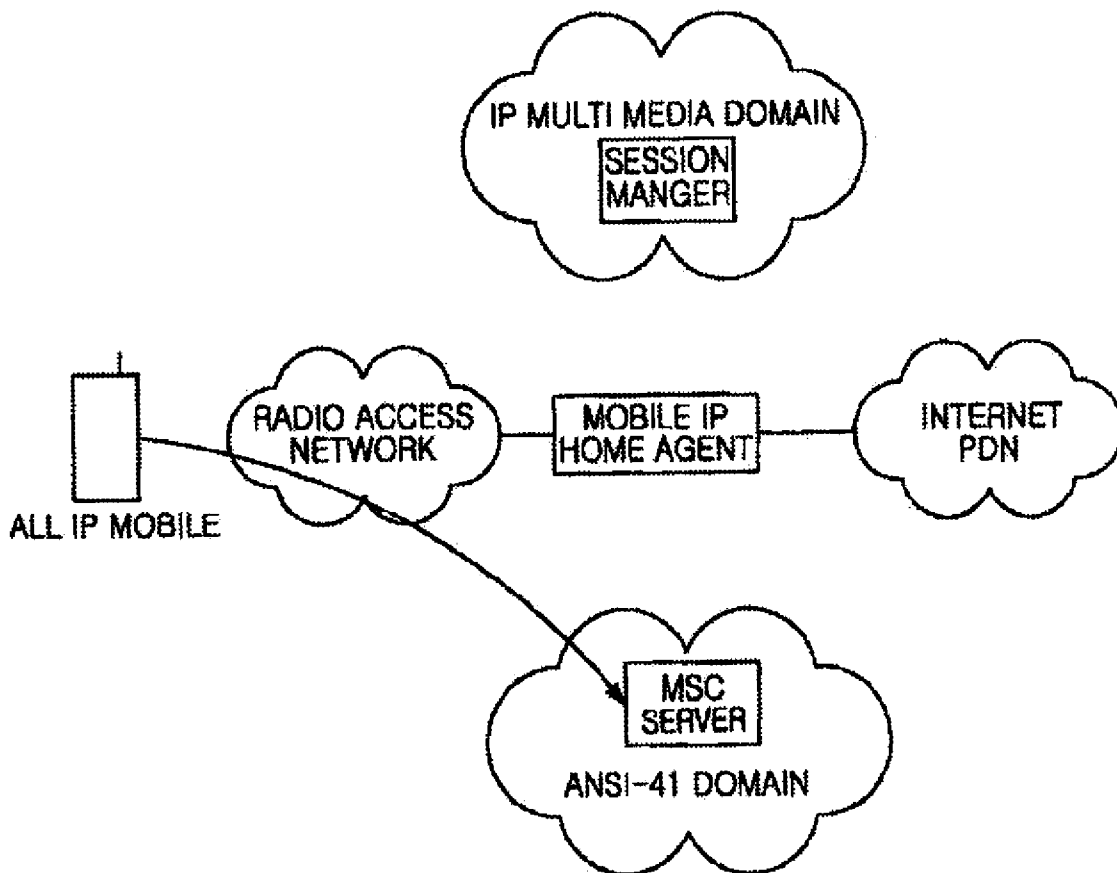 IP MULTI MEDIA DOMAIN
SESSION
MANGER
RADIO ACCESS
NETWORK
MOBILE IP
HOME AGENT
INTERNET
PDN
ALL IP MOBILE
MSC
SERVER
ANSI-41 DOMAIN